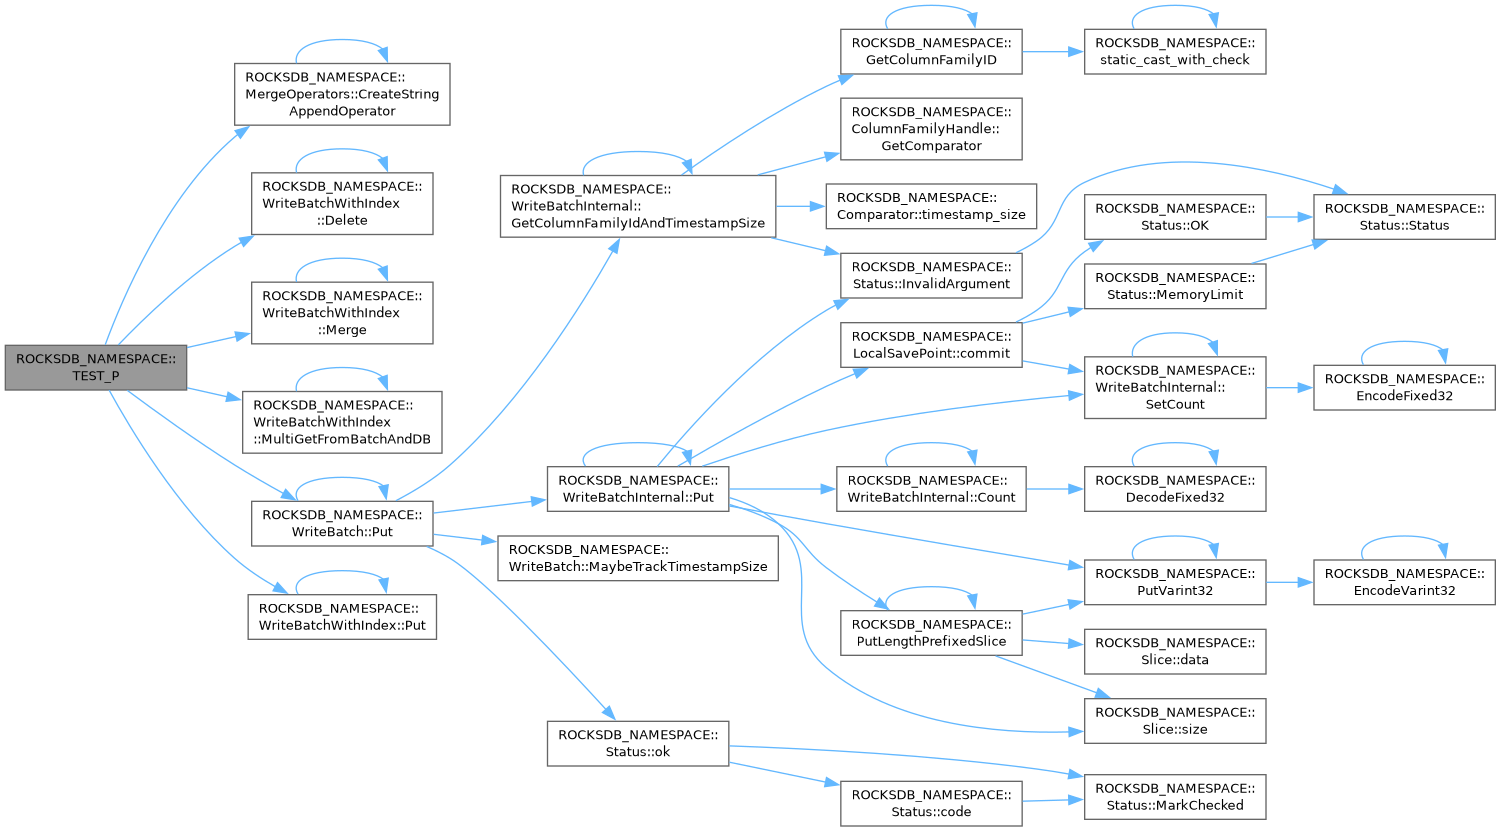 ROCKSDB_NAMESPACE::
TEST_P
ROCKSDB_NAMESPACE::
MergeOperators::CreateString
AppendOperator
ROCKSDB_NAMESPACE::
WriteBatchWithIndex
::Delete
ROCKSDB_NAMESPACE::
WriteBatchWithIndex
::Merge
ROCKSDB_NAMESPACE::
WriteBatchWithIndex
::MultiGetFromBatchAndDB
ROCKSDB_NAMESPACE::
WriteBatch::Put
ROCKSDB_NAMESPACE::
WriteBatchWithIndex::Put
ROCKSDB_NAMESPACE::
WriteBatchInternal::
GetColumnFamilyIdAndTimestampSize
ROCKSDB_NAMESPACE::
WriteBatchInternal::Put
ROCKSDB_NAMESPACE::
WriteBatch::MaybeTrackTimestampSize
ROCKSDB_NAMESPACE::
Status::ok
ROCKSDB_NAMESPACE::
GetColumnFamilyID
ROCKSDB_NAMESPACE::
ColumnFamilyHandle::
GetComparator
ROCKSDB_NAMESPACE::
Comparator::timestamp_size
ROCKSDB_NAMESPACE::
Status::InvalidArgument
ROCKSDB_NAMESPACE::
LocalSavePoint::commit
ROCKSDB_NAMESPACE::
WriteBatchInternal::Count
ROCKSDB_NAMESPACE::
PutLengthPrefixedSlice
ROCKSDB_NAMESPACE::
Status::code
ROCKSDB_NAMESPACE::
static_cast_with_check
ROCKSDB_NAMESPACE::
Status::OK
ROCKSDB_NAMESPACE::
Status::MemoryLimit
ROCKSDB_NAMESPACE::
WriteBatchInternal::
SetCount
ROCKSDB_NAMESPACE::
DecodeFixed32
ROCKSDB_NAMESPACE::
PutVarint32
ROCKSDB_NAMESPACE::
Slice::data
ROCKSDB_NAMESPACE::
Slice::size
ROCKSDB_NAMESPACE::
Status::MarkChecked
ROCKSDB_NAMESPACE::
Status::Status
ROCKSDB_NAMESPACE::
EncodeFixed32
ROCKSDB_NAMESPACE::
EncodeVarint32